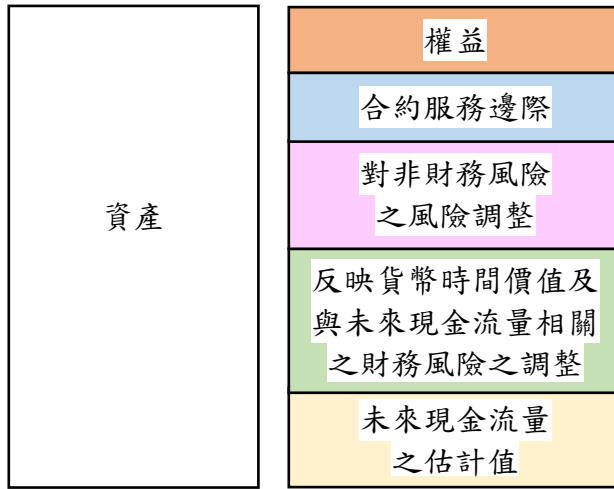 資產
權益
合約服務邊際
對非財務風險
之風險調整
反映貨幣時間價值及
與未來現金流量相關
之財務風險之調整
未來現金流量
之估計值